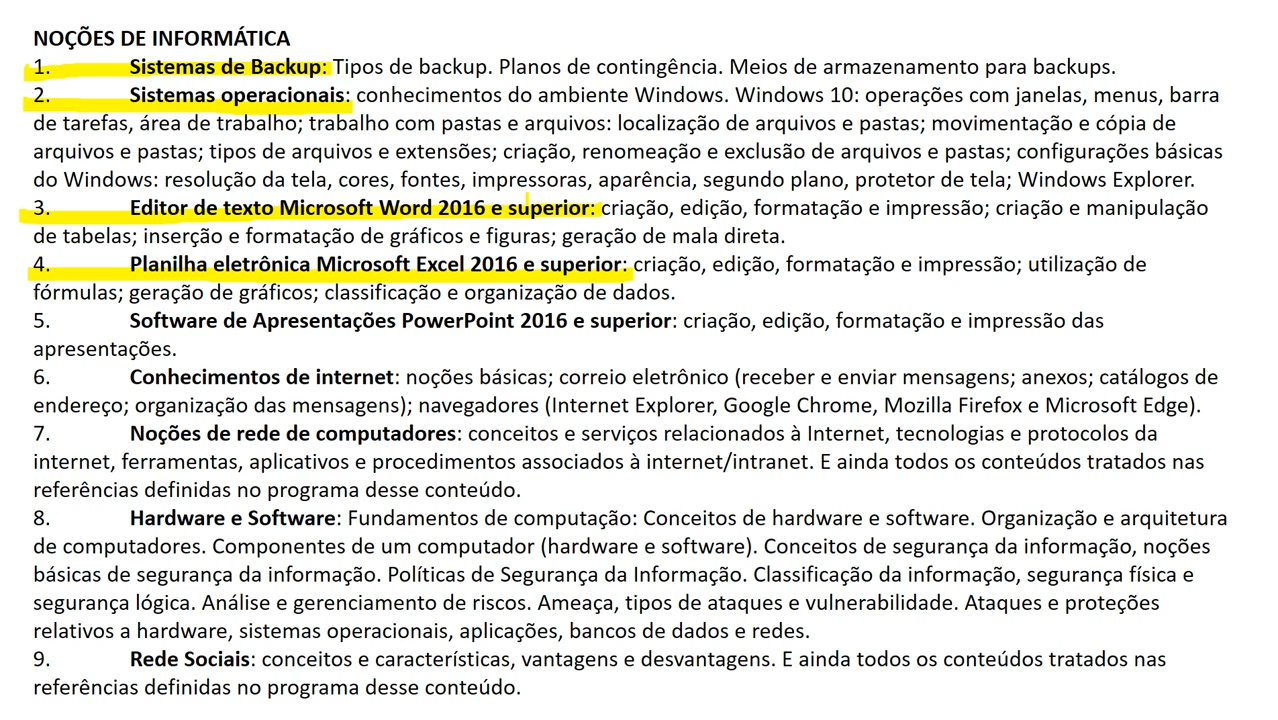 NOÇÕES DE INFORMÁTICA
1. Sistemas de Backup: Tipos de backup. Planos de contingência. Meios de armazenamento para backups.
2. Sistemas operacionais: conhecimentos do ambiente Windows. Windows 10: operações com janelas, menus, barra
de tarefas, área de trabalho; trabalho com pastas e arquivos: localização de arquivos e pastas; movimentação e cópia de
arquivos e pastas; tipos de arquivos e extensões; criação, renomeação e exclusão de arquivos e pastas; configurações básicas
do Windows: resolução da tela, cores, fontes, impressoras, aparência, segundo plano, protetor de tela; Windows Explorer.
3. Editor de texto Microsoft Word 2016 e superior: criação, edição, formatação e impressão; criação e manipulação
de tabelas; inserção e formatação de gráficos e figuras; geração de mala direta.
4. Planilha eletrônica Microsoft Excel 2016 e superior: criação, edição, formatação e impressão; utilização de
fórmulas; geração de gráficos; classificação e organização de dados.
5. Software de Apresentações PowerPoint 2016 e superior: criação, edição, formatação e impressão das
apresentações.
6. Conhecimentos de internet: noções básicas; correio eletrônico (receber e enviar mensagens; anexos; catálogos de
endereço; organização das mensagens); navegadores (Internet Explorer, Google Chrome, Mozilla Firefox e Microsoft Edge).
7. Noções de rede de computadores: conceitos e serviços relacionados à Internet, tecnologias e protocolos da
internet, ferramentas, aplicativos e procedimentos associados à internet/intranet. E ainda todos os conteúdos tratados nas
referências definidas no programa desse conteúdo.
8. Hardware e Software: Fundamentos de computação: Conceitos de hardware e software. Organização e arquitetura
de computadores. Componentes de um computador (hardware e software). Conceitos de segurança da informação, noções
básicas de segurança da informação. Políticas de Segurança da Informação. Classificação da informação, segurança física e
segurança lógica. Análise e gerenciamento de riscos. Ameaça, tipos de ataques e vulnerabilidade. Ataques e proteções
relativos a hardware, sistemas operacionais, aplicações, bancos de dados e redes.
9. Rede Sociais: conceitos e características, vantagens e desvantagens. E ainda todos os conteúdos tratados nas
referências definidas no programa desse conteúdo.